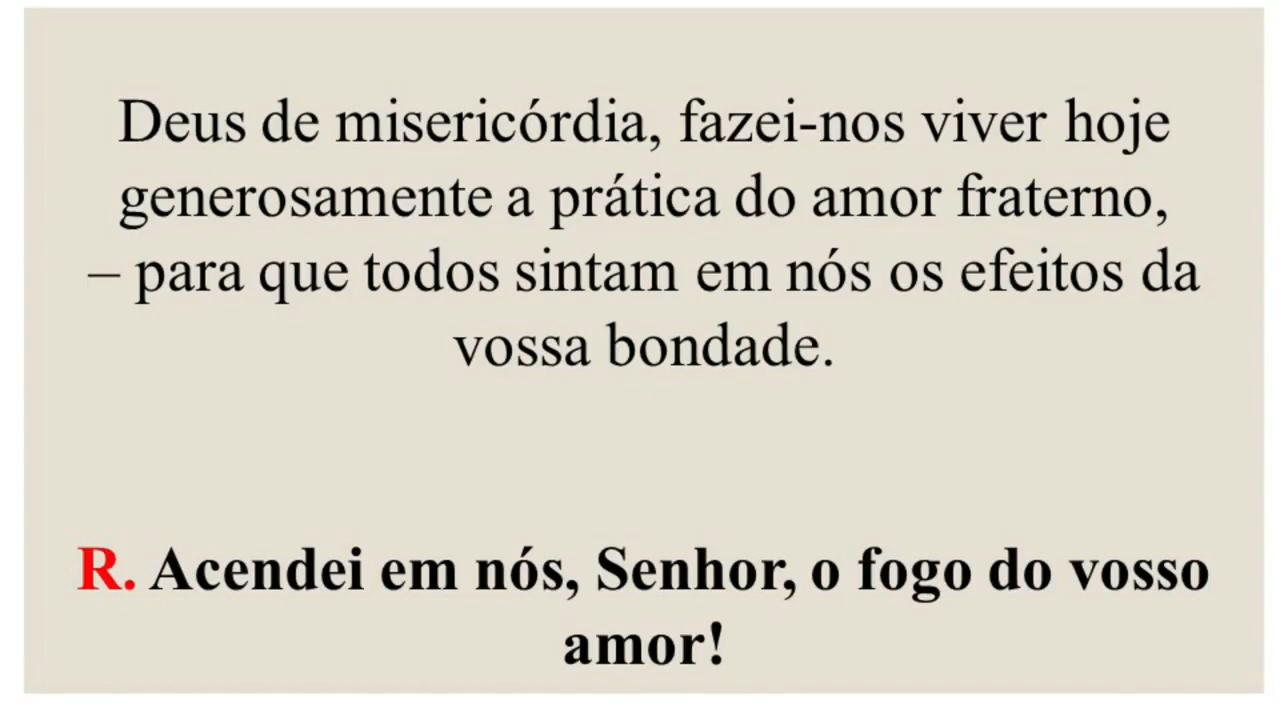 Deus de misericórdia, fazei-nos viver hoje
generosamente a prática do amor fraterno,
– para que todos sintam em nós os efeitos da
vossa bondade.
R. Acendei em nós, Senhor, o fogo do vosso
amor!